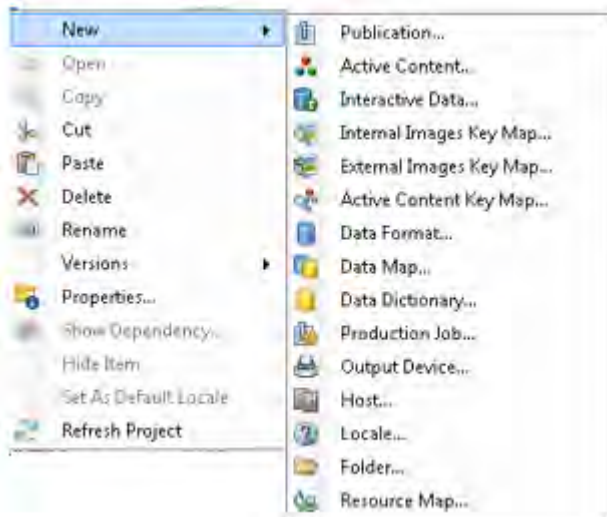 New
Open
Copy
Cut
Paste
Delete
Rename
Versions
Properties...
Show Dependency...
Hide Item
Set As Default Locale
Refresh Project
Publication...
Active Content...
Interactive Data...
Internal Images Key Map...
External Images Key Map...
Active Content Key Map...
Data Format...
Data Map...
Data Dictionary...
Production Job...
Output Device...
Host...
Locale...
Folder...
Resource Map...